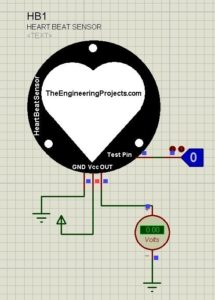 HB1
HEART BEAT SENSOR
<TEXT>
HeartBeatSensor
TheEngineeringProjects.com
Test Pin
GND Vcc OUT
0
0.00
Volts